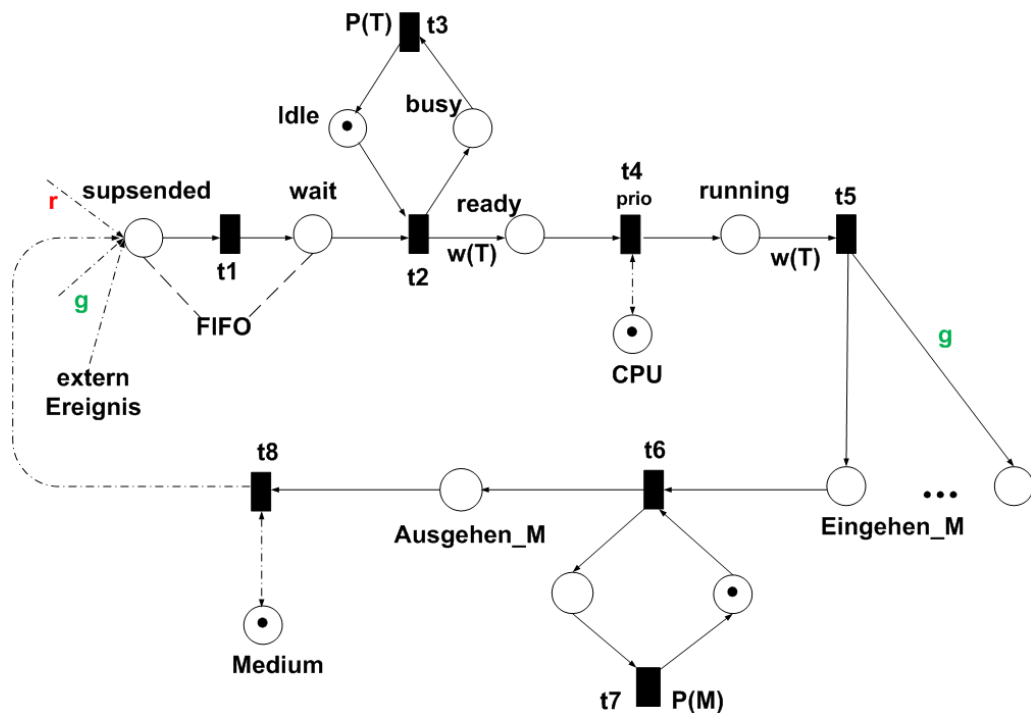 P(T) t3
Idle
busy
supsended
wait
ready
t4
prio
running
t5
r
t1
t2
w(T)
w(T)
g
FIFO
extern
Ereignis
CPU
g
t8
t6
Ausgehen_M
Eingehen_M
...
Medium
t7
P(M)